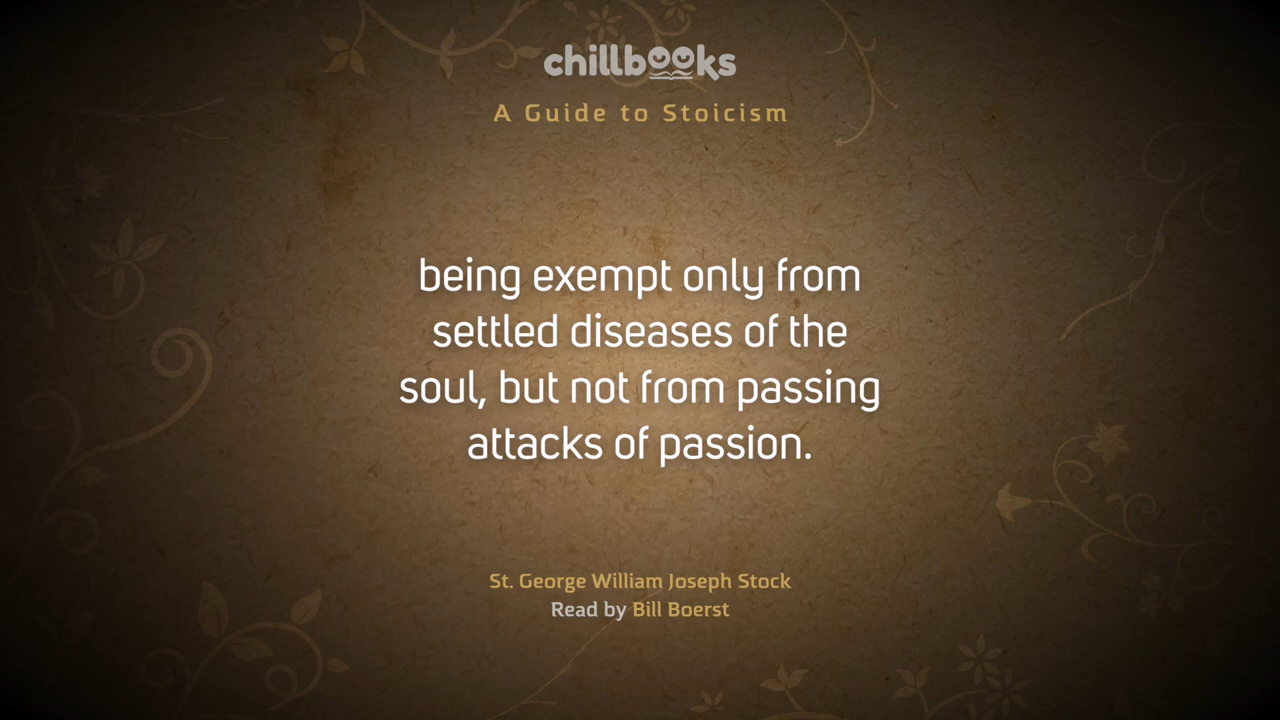 chillbooks
A Guide to Stoicism
being exempt only from
settled diseases of the
soul, but not from passing
attacks of passion.
St. George William Joseph Stock
Read by Bill Boerst